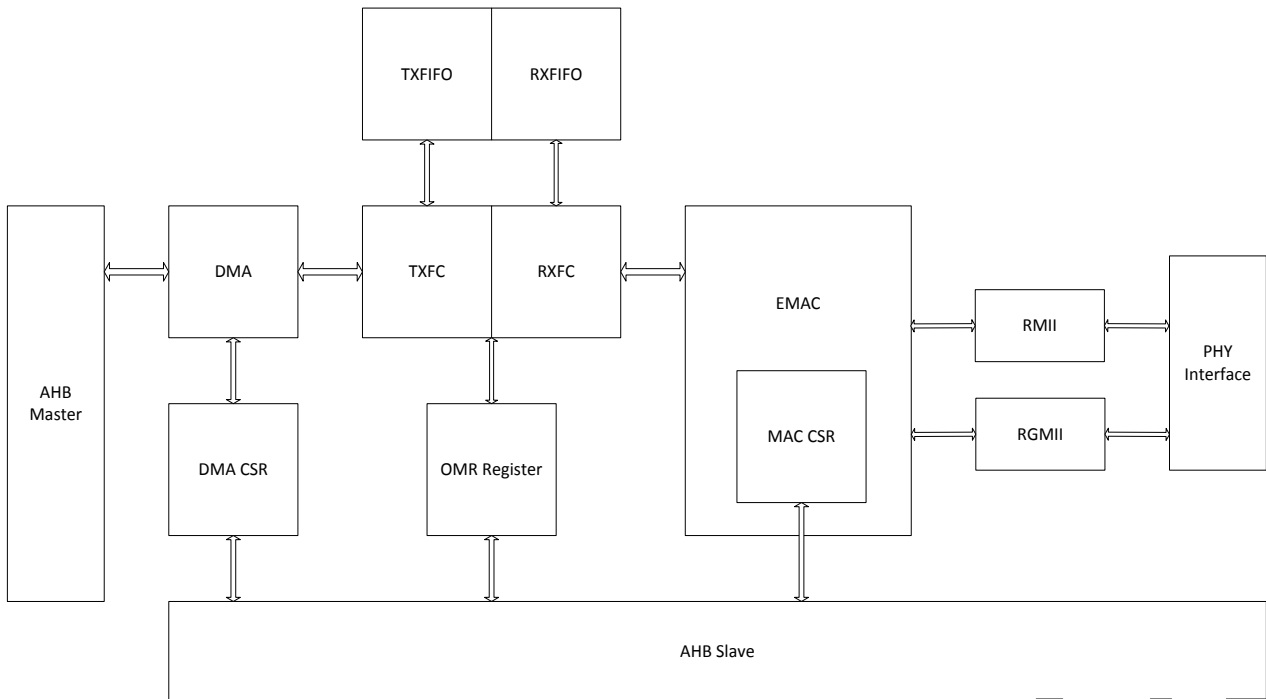 TXFIFO
RXFIFO
AHB
Master
DMA
TXFC
RXFC
EMAC
RMII
PHY
Interface
DMA CSR
OMR Register
MAC CSR
RGMII
AHB Slave